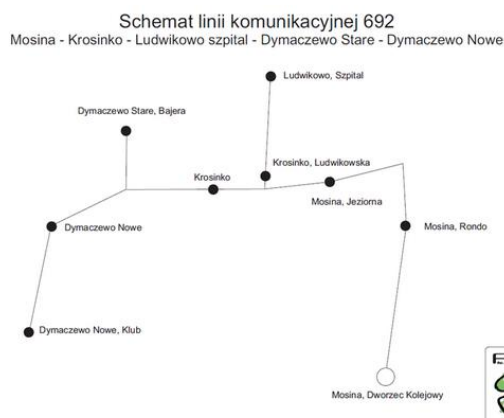 Schemat linii komunikacyjnej 692
Mosina - Krosinko - Ludwikowo szpital - Dymaczewo Stare - Dymaczewo Nowe
Ludwikowo, Szpital
Dymaczewo Stare, Bajera
Krosinko, Ludwikowska
Krosinko
Mosina, Jeziorna
Dymaczewo Nowe
Mosina, Rondo
Dymaczewo Nowe, Klub
Mosina, Dworzec Kolejowy